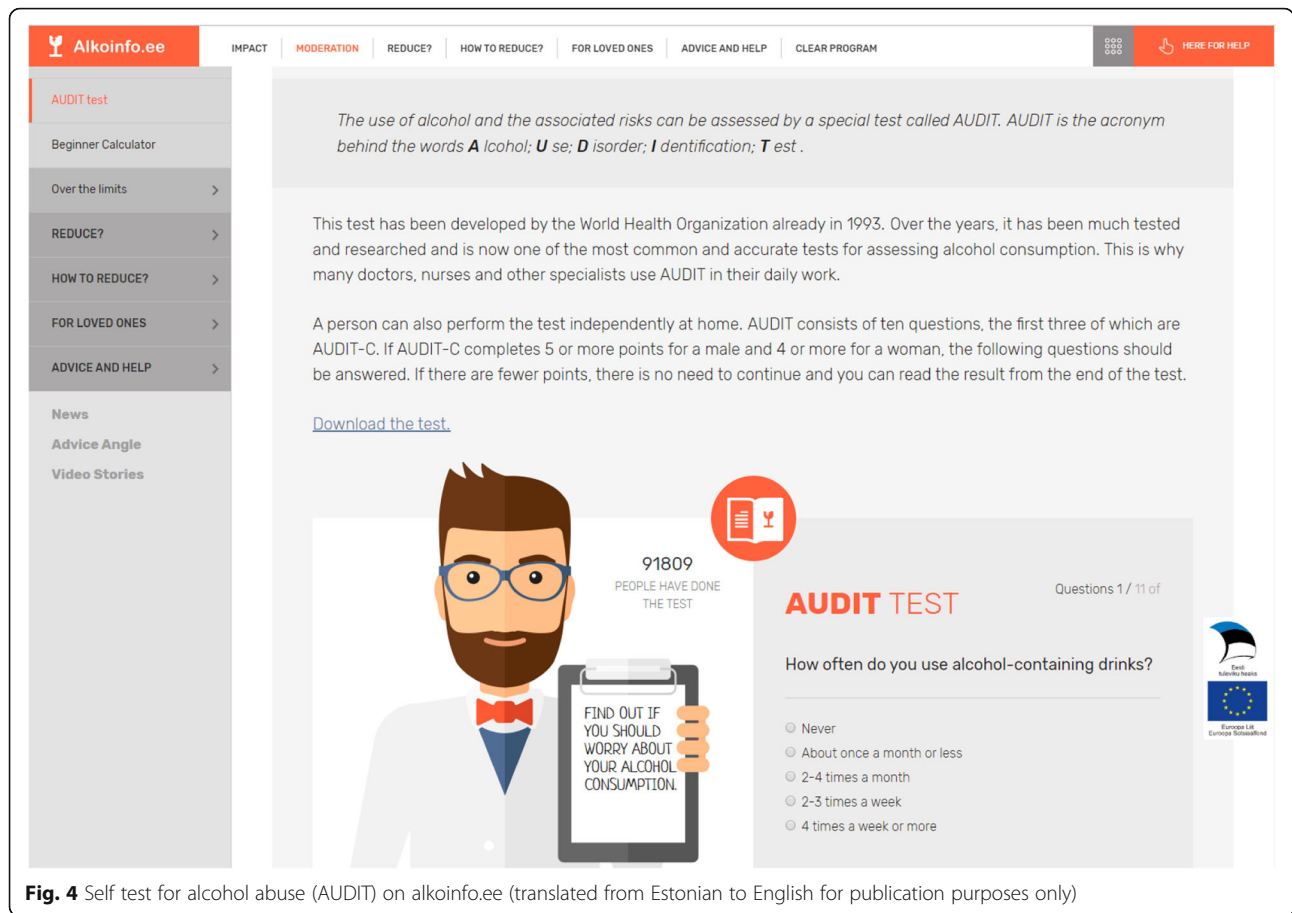 Alkoinfo.ee
IMPACT
MODERATION
REDUCE?
HOW TO REDUCE?
FOR LOVED ONES
ADVICE AND HELP
CLEAR PROGRAM
HERE FOR HELP
AUDIT test
Beginner Calculator
Over the limits
REDUCE?
HOW TO REDUCE?
FOR LOVED ONES
ADVICE AND HELP
News
Advice Angle
Video Stories
The use of alcohol and the associated risks can be assessed by a special test called AUDIT. AUDIT is the acronym
behind the words A lcohol; U se; D isorder; I dentification; T est .
This test has been developed by the World Health Organization already in 1993. Over the years, it has been much tested
and researched and is now one of the most common and accurate tests for assessing alcohol consumption. This is why
many doctors, nurses and other specialists use AUDIT in their daily work.
A person can also perform the test independently at home. AUDIT consists of ten questions, the first three of which are
AUDIT-C. If AUDIT-C completes 5 or more points for a male and 4 or more for a woman, the following questions should
be answered. If there are fewer points, there is no need to continue and you can read the result from the end of the test.
Download the test.
91809
PEOPLE HAVE DONE
THE TEST
FIND OUT IF
YOU SHOULD
WORRY ABOUT
YOUR ALCOHOL
CONSUMPTION.
Questions 1 / 11 of
AUDIT TEST
How often do you use alcohol-containing drinks?
Never
About once a month or less
2-4 times a month
2-3 times a week
4 times a week or more
Eesti
tuleviku heaks
Euroopa Liit
Euroopa Sotsiaalfond
Fig. 4 Self test for alcohol abuse (AUDIT) on alkoinfo.ee (translated from Estonian to English for publication purposes only)